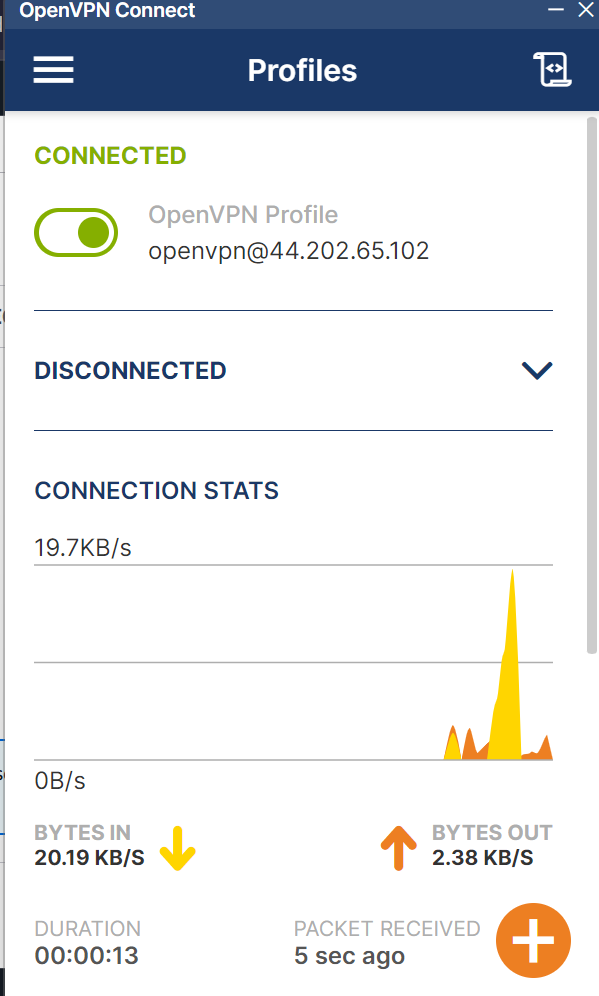 OpenVPN Connect
Profiles
CONNECTED
OpenVPN Profile
openvpn@44.202.65.102
DISCONNECTED
CONNECTION STATS
19.7KB/s
0B/s
BYTES IN
20.19 KB/S
BYTES OUT
2.38 KB/S
DURATION
00:00:13
PACKET RECEIVED
5 sec ago